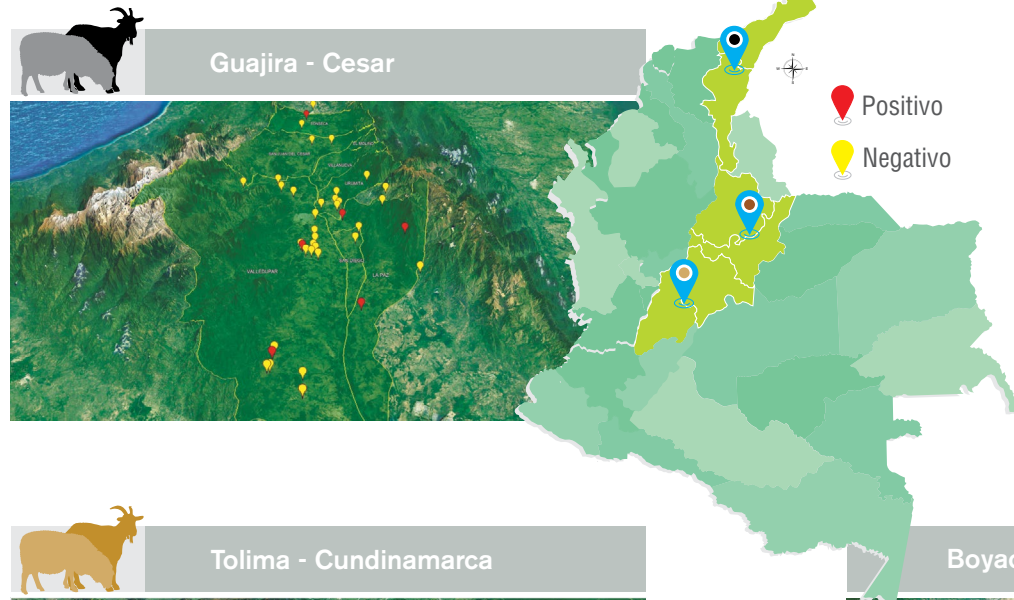 Guajira - Cesar
Positivo
Negativo
VALLEDUPAR
LA PAZ
Tolima - Cundinamarca
Boyac